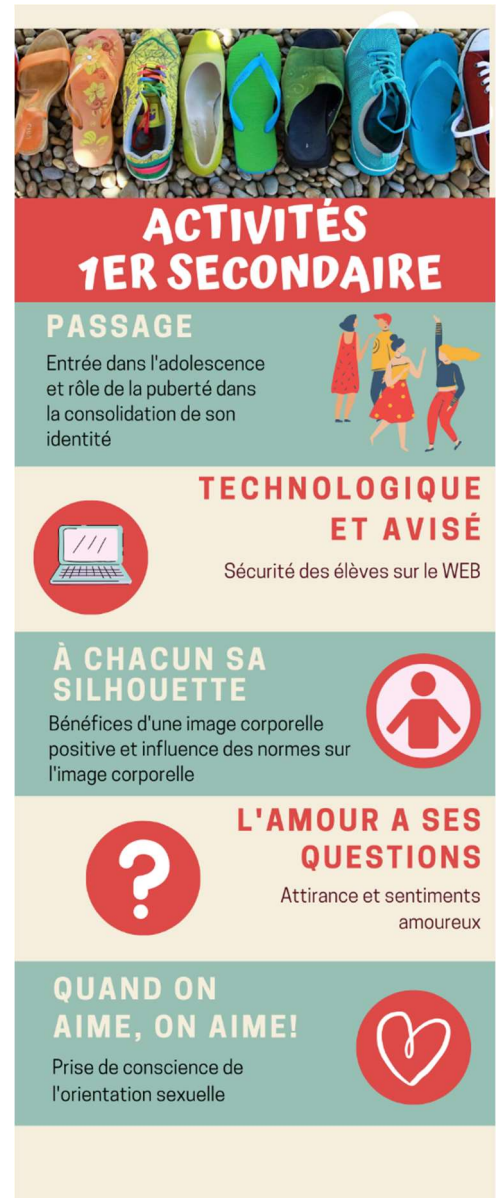 ACTIVITÉS
1ER SECONDAIRE
PASSAGE
Entrée dans l'adolescence
et rôle de la puberté dans
la consolidation de son
identité
TECHNOLOGIQUE
ET AVISÉ
Sécurité des élèves sur le WEB
À CHACUN SA
SILHOUETTE
Bénéfices d'une image corporelle
positive et influence des normes sur
l'image corporelle
L'AMOUR A SES
QUESTIONS
Attirance et sentiments
amoureux
QUAND ON
AIME, ON AIME!
Prise de conscience de
l'orientation sexuelle